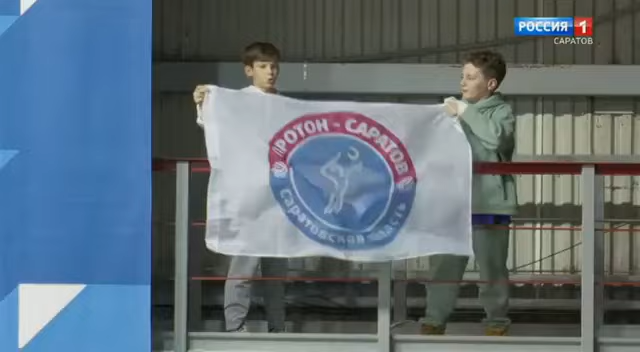 РОССИЯ 1
САРАТОВ
ПРОТОН - САРАТОВ
Саратовская область